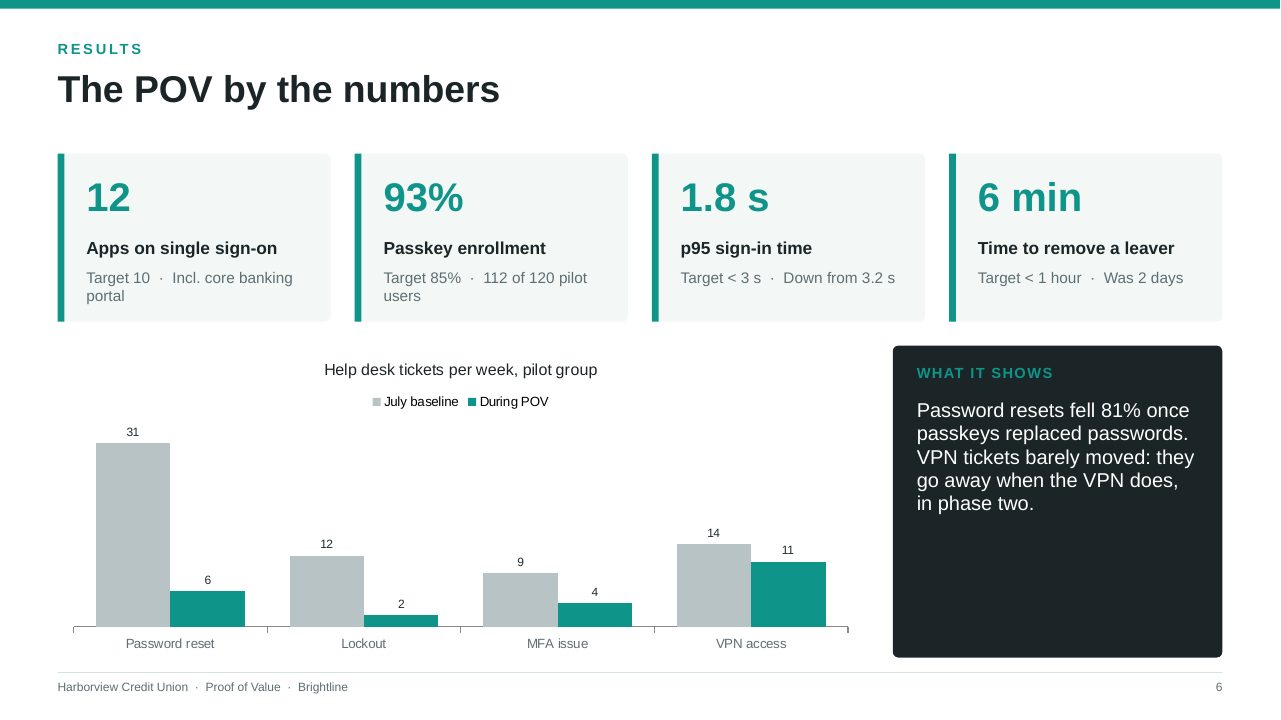 RESULTS
The POV by the numbers
12
Apps on single sign-on
Target 10 · Incl. core banking
portal
93%
Passkey enrollment
Target 85% · 112 of 120 pilot
users
1.8 s
p95 sign-in time
Target < 3 s · Down from 3.2 s
6 min
Time to remove a leaver
Target < 1 hour · Was 2 days
Help desk tickets per week, pilot group
July baseline During POV
31
6
12
2
9
4
14
11
Password reset
Lockout
MFA issue
VPN access
WHAT IT SHOWS
Password resets fell 81% once
passkeys replaced passwords.
VPN tickets barely moved: they
go away when the VPN does,
in phase two.
Harborview Credit Union · Proof of Value · Brightline
6